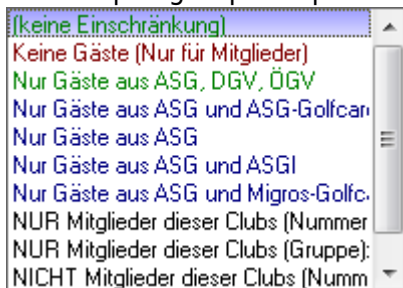 (keine Einschränkung)
Keine Gäste (Nur für Mitglieder)
Nur Gäste aus ASG, DGV, ÖGV
Nur Gäste aus ASG und ASG-Golfcar
Nur Gäste aus ASG
Nur Gäste aus ASG und ASGI
Nur Gäste aus ASG und Migros-Golfc
NUR Mitglieder dieser Clubs (Nummer
NUR Mitglieder dieser Clubs (Gruppe):
NICHT Mitglieder dieser Clubs (Numm